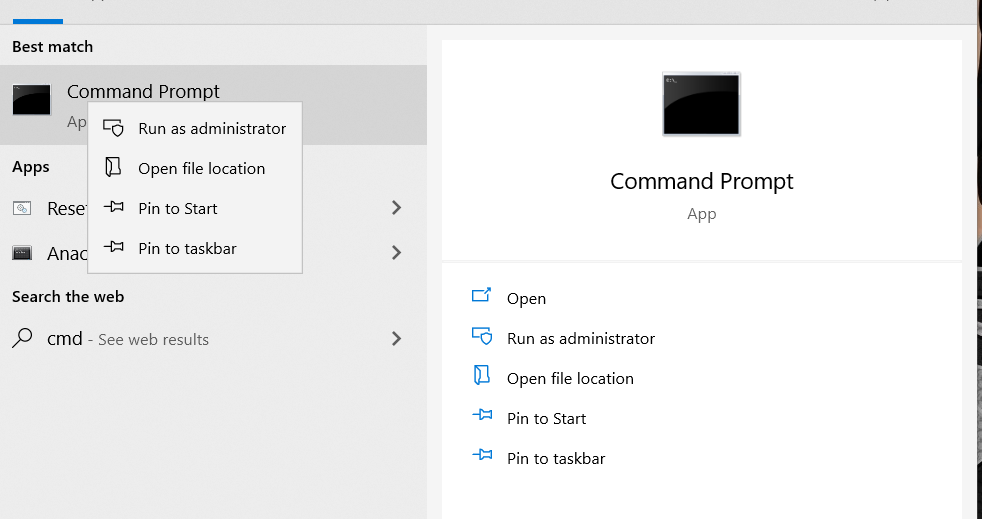 Best match
Command Prompt
Ap
Run as administrator
Open file location
Pin to Start
Pin to taskbar
Apps
Rese
Anac
Search the web
cmd - See web results
Command Prompt
App
Open
Run as administrator
Open file location
Pin to Start
Pin to taskbar